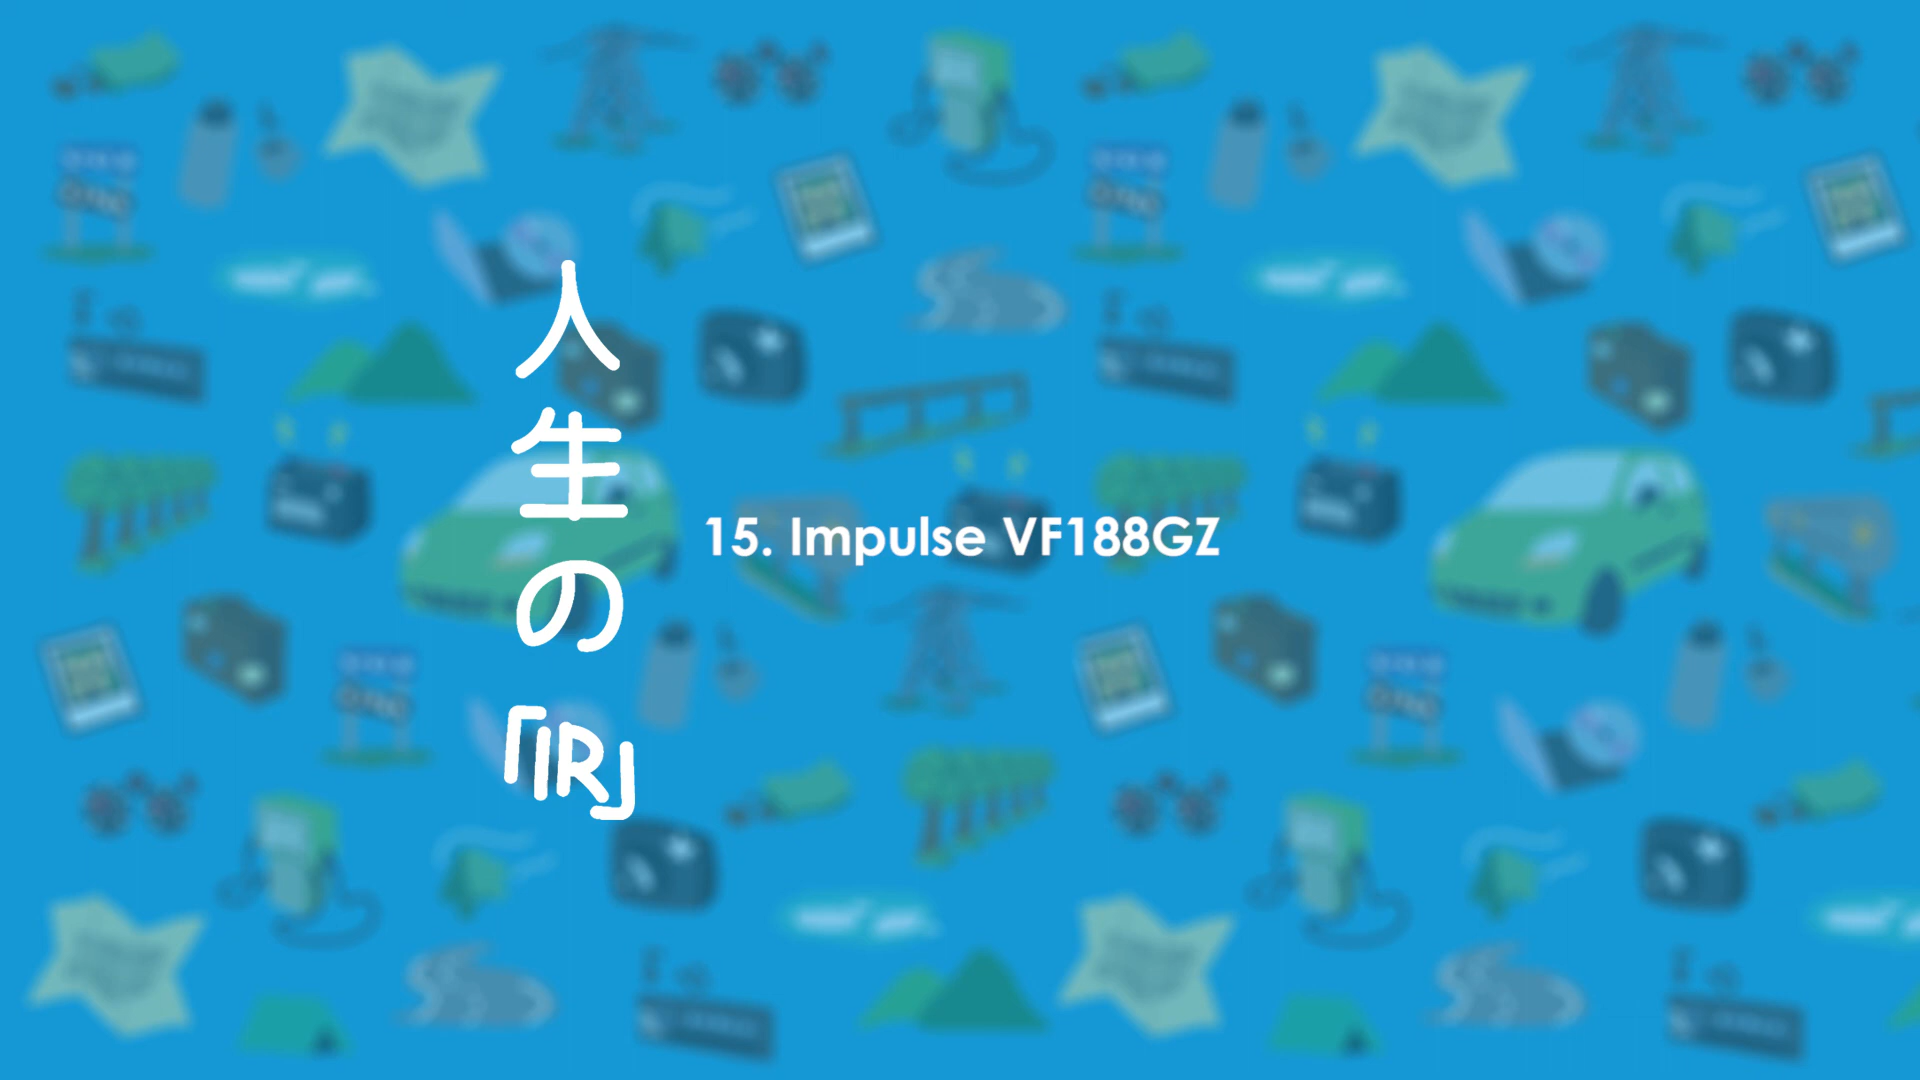 人生の「IR」
15. Impulse VF188GZ